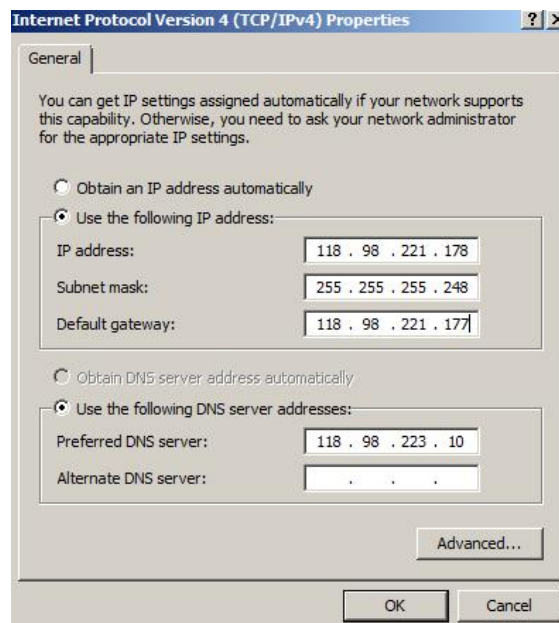 Internet Protocol Version 4 (TCP/IPv4) Properties
General
You can get IP settings assigned automatically if your network supports
this capability. Otherwise, you need to ask your network administrator
for the appropriate IP settings.
Obtain an IP address automatically
Use the following IP address:
IP address: 118 . 98 . 221 . 178
Subnet mask: 255 . 255 . 255 . 248
Default gateway: 118 . 98 . 221 . 177
Obtain DNS server address automatically
Use the following DNS server addresses:
Preferred DNS server: 118 . 98 . 223 . 10
Alternate DNS server: . . .
Advanced...
OK Cancel